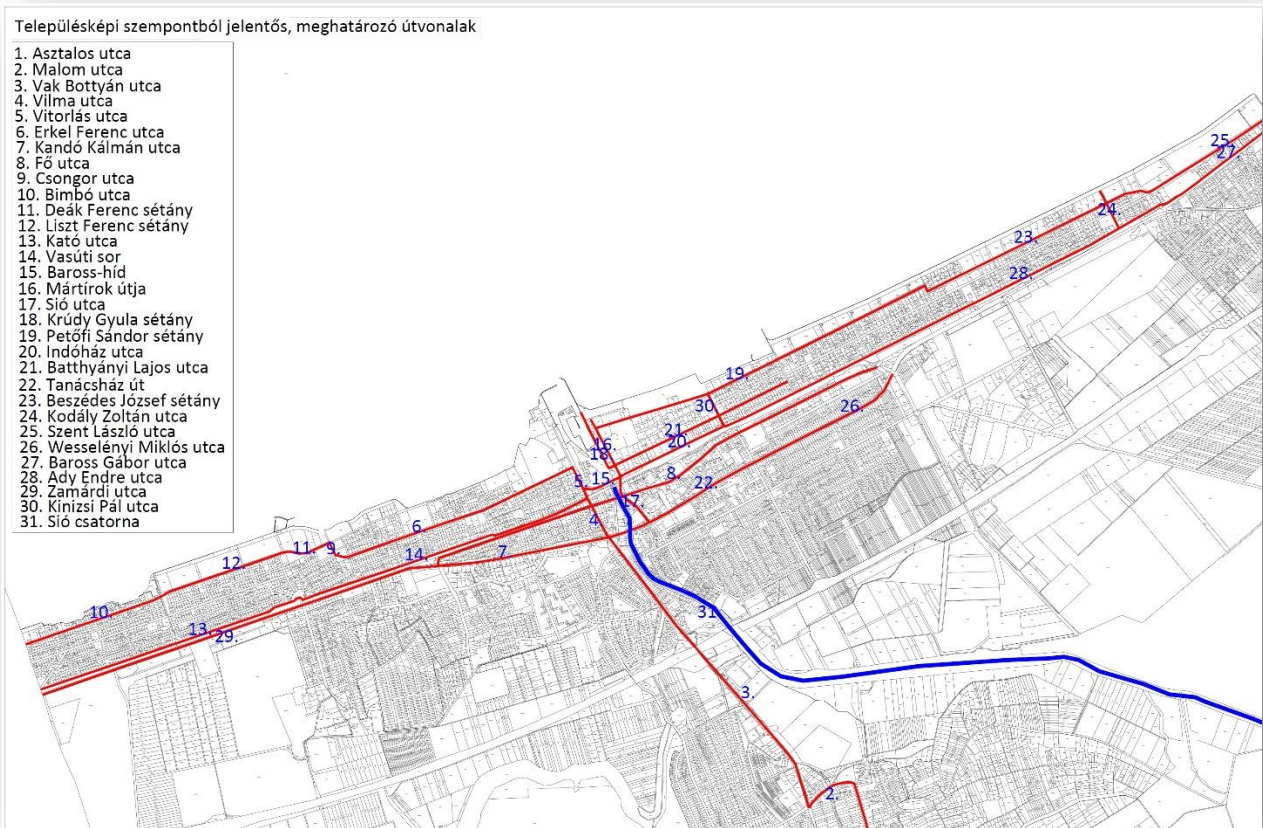 Településképi szempontból jelentős, meghatározó útvonalak
1. Asztalos utca
2. Malom utca
3. Vak Bottyán utca
4. Vilma utca
5. Vitorlás utca
6. Erkel Ferenc utca
7. Kandó Kálmán utca
8. Fő utca
9. Csongor utca
10. Bimbó utca
11. Deák Ferenc sétány
12. Liszt Ferenc sétány
13. Kató utca
14. Vasúti sor
15. Baross-híd
16. Mártírok útja
17. Sió utca
18. Krúdy Gyula sétány
19. Petőfi Sándor sétány
20. Indóház utca
21. Batthyányi Lajos utca
22. Tanácsház út
23. Beszédes József sétány
24. Kodály Zoltán utca
25. Szent László utca
26. Wesselényi Miklós utca
27. Baross Gábor utca
28. Ady Endre utca
29. Zamárdi utca
30. Kinizsi Pál utca
31. Sió csatorna
25.
27.
24.
23.
28.
19.
30.
26.
21.
20.
16.
18.
8.
15.
22.
5.
17.
4.
6.
11.
9.
14.
7.
12.
10.
13.
29.
31.
3.
2.